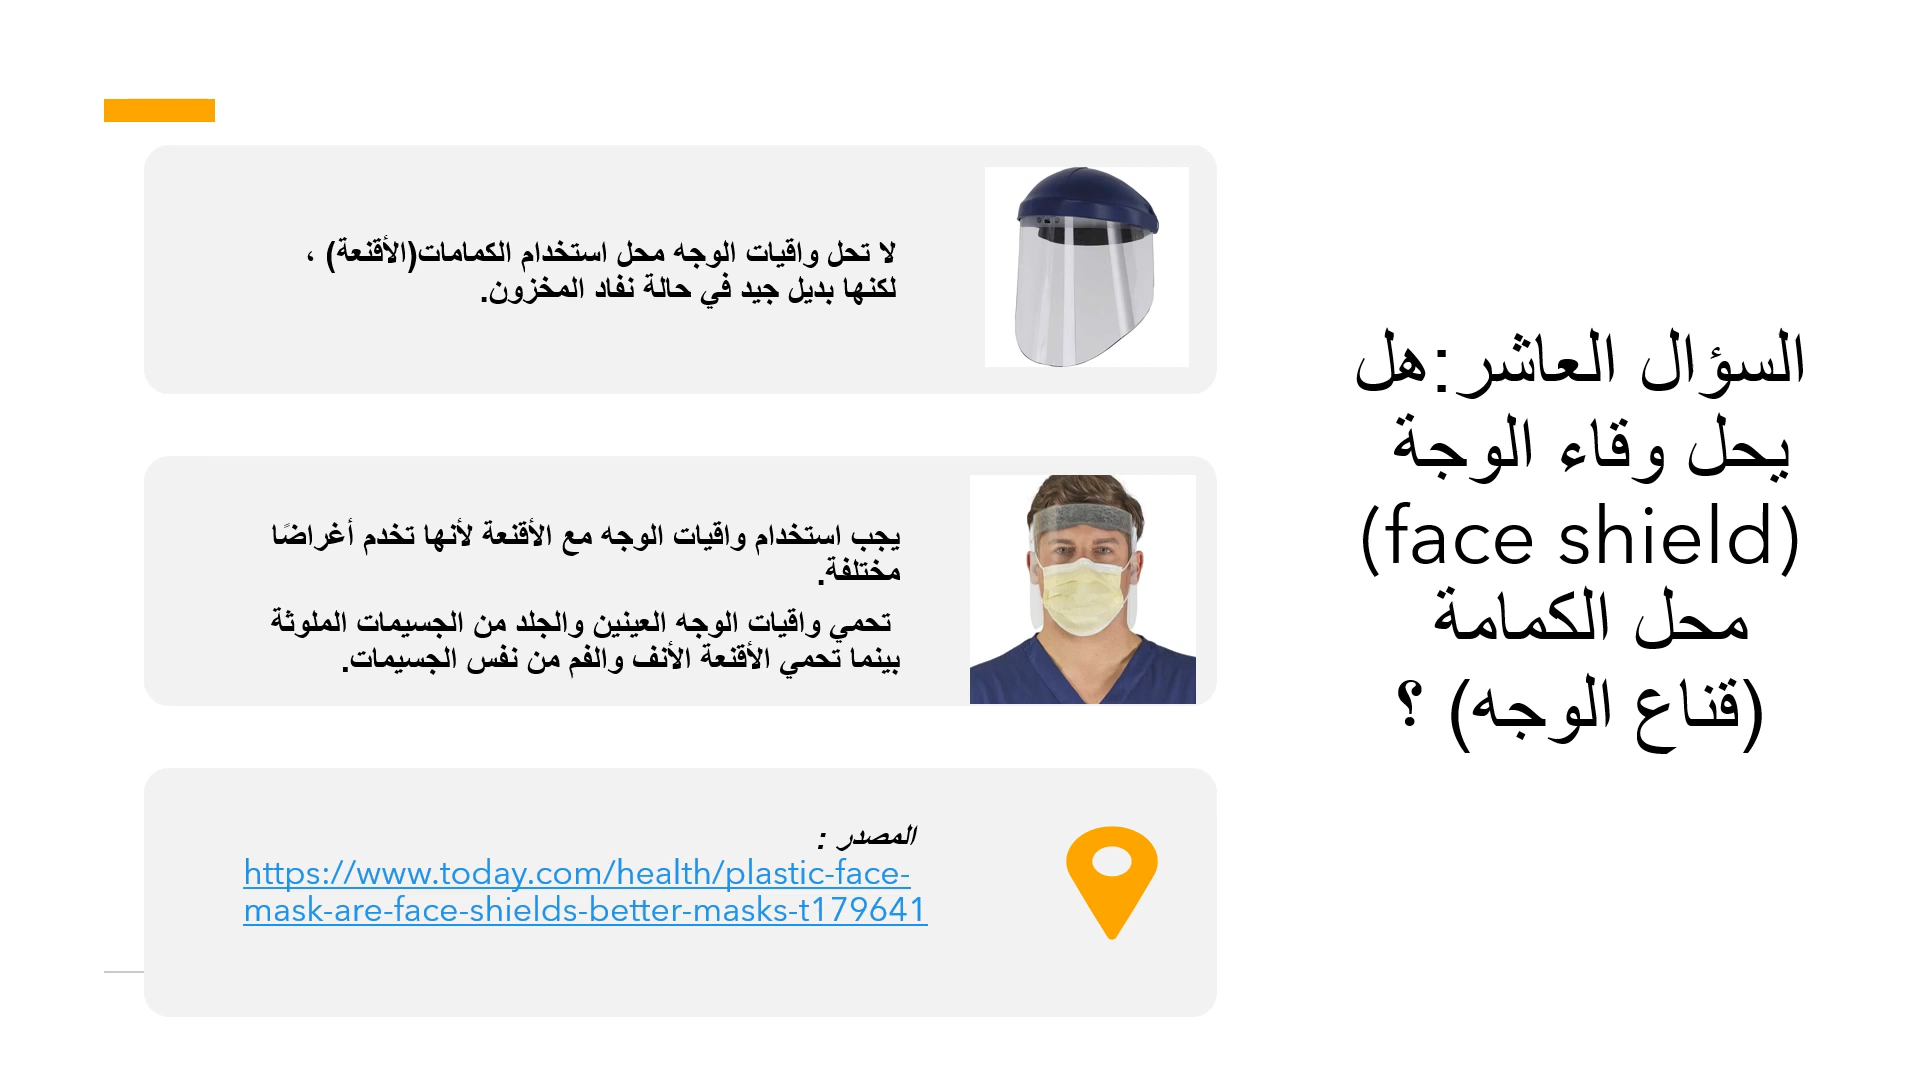 السؤال العاشر:هل
يحل وقاء الوجة
(face shield)
محل الكمامة
(قناع الوجه) ؟
لا تحل واقيات الوجه محل استخدام الكمامات(الأقنعة) ،
لكنها بديل جيد في حالة نفاد المخزون.
يجب استخدام واقيات الوجه مع الأقنعة لأنها تخدم أغراضًا
مختلفة.
تحمي واقيات الوجه العينين والجلد من الجسيمات الملوثة
بينما تحمي الأقنعة الأنف والفم من نفس الجسيمات.
المصدر :
https://www.today.com/health/plastic-face-
mask-are-face-shields-better-masks-t179641